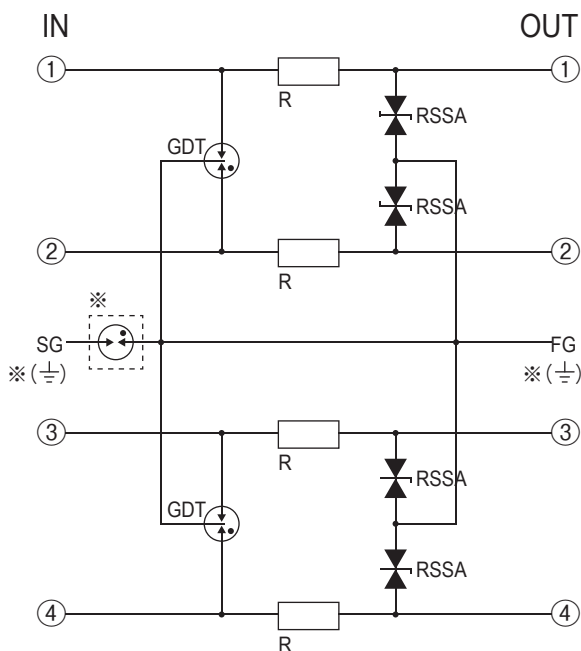 IN OUT
① ①
R
RSSA
GDT
RSSA
② ②
R
※
SG FG
※(⏚) ※(⏚)
③ ③
R
RSSA
GDT
RSSA
④ ④
R